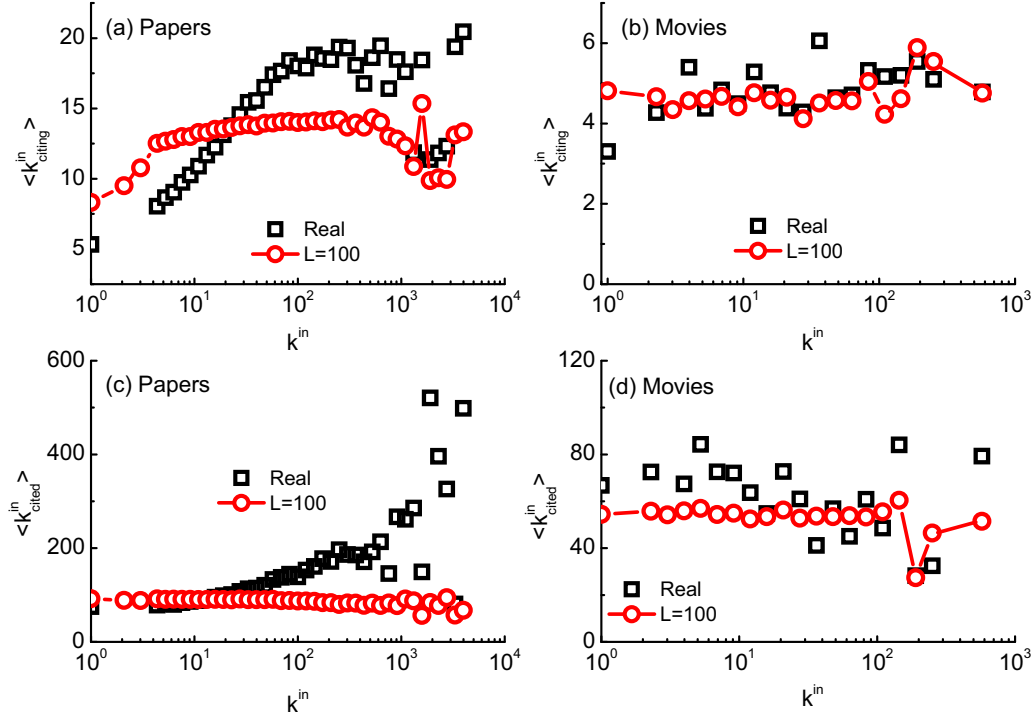 (a) Papers
<k^in_citing>
20
15
10
5
Real
L=100
10^0 10^1 10^2 10^3 10^4
k^in
(b) Movies
<k^in_citing>
6
4
2
0
Real
L=100
10^0 10^1 10^2 10^3
k^in
(c) Papers
<k^in_cited>
600
400
200
0
Real
L=100
10^0 10^1 10^2 10^3 10^4
k^in
(d) Movies
<k^in_cited>
120
80
40
0
Real
L=100
10^0 10^1 10^2 10^3
k^in